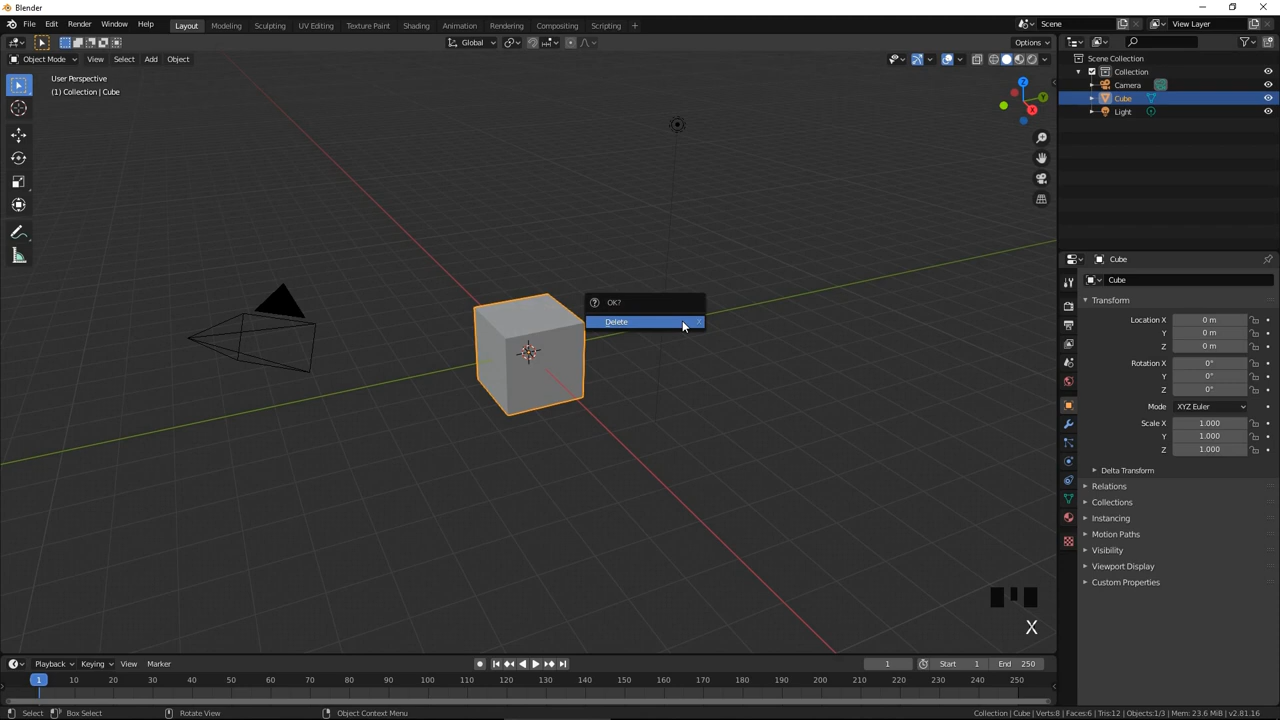 Blender
File Edit Render Window Help Layout Modeling Sculpting UV Editing Texture Paint Shading Animation Rendering Compositing Scripting + Scene View Layer
Global Options
Object Mode View Select Add Object
User Perspective
(1) Collection | Cube
Z
Y
X
OK?
Delete X
X
Scene Collection
Collection
Camera
Cube
Light
Cube
Cube
Transform
Location X 0 m
Y 0 m
Z 0 m
Rotation X 0°
Y 0°
Z 0°
Mode XYZ Euler
Scale X 1.000
Y 1.000
Z 1.000
Delta Transform
Relations
Collections
Instancing
Motion Paths
Visibility
Viewport Display
Custom Properties
Playback Keying View Marker 1 Start 1 End 250
1 10 20 30 40 50 60 70 80 90 100 110 120 130 140 150 160 170 180 190 200 210 220 230 240 250
Select Box Select Rotate View Object Context Menu Collection | Cube | Verts:8 | Faces:6 | Tris:12 | Objects:1/3 | Mem: 23.6 MiB | v2.81.16